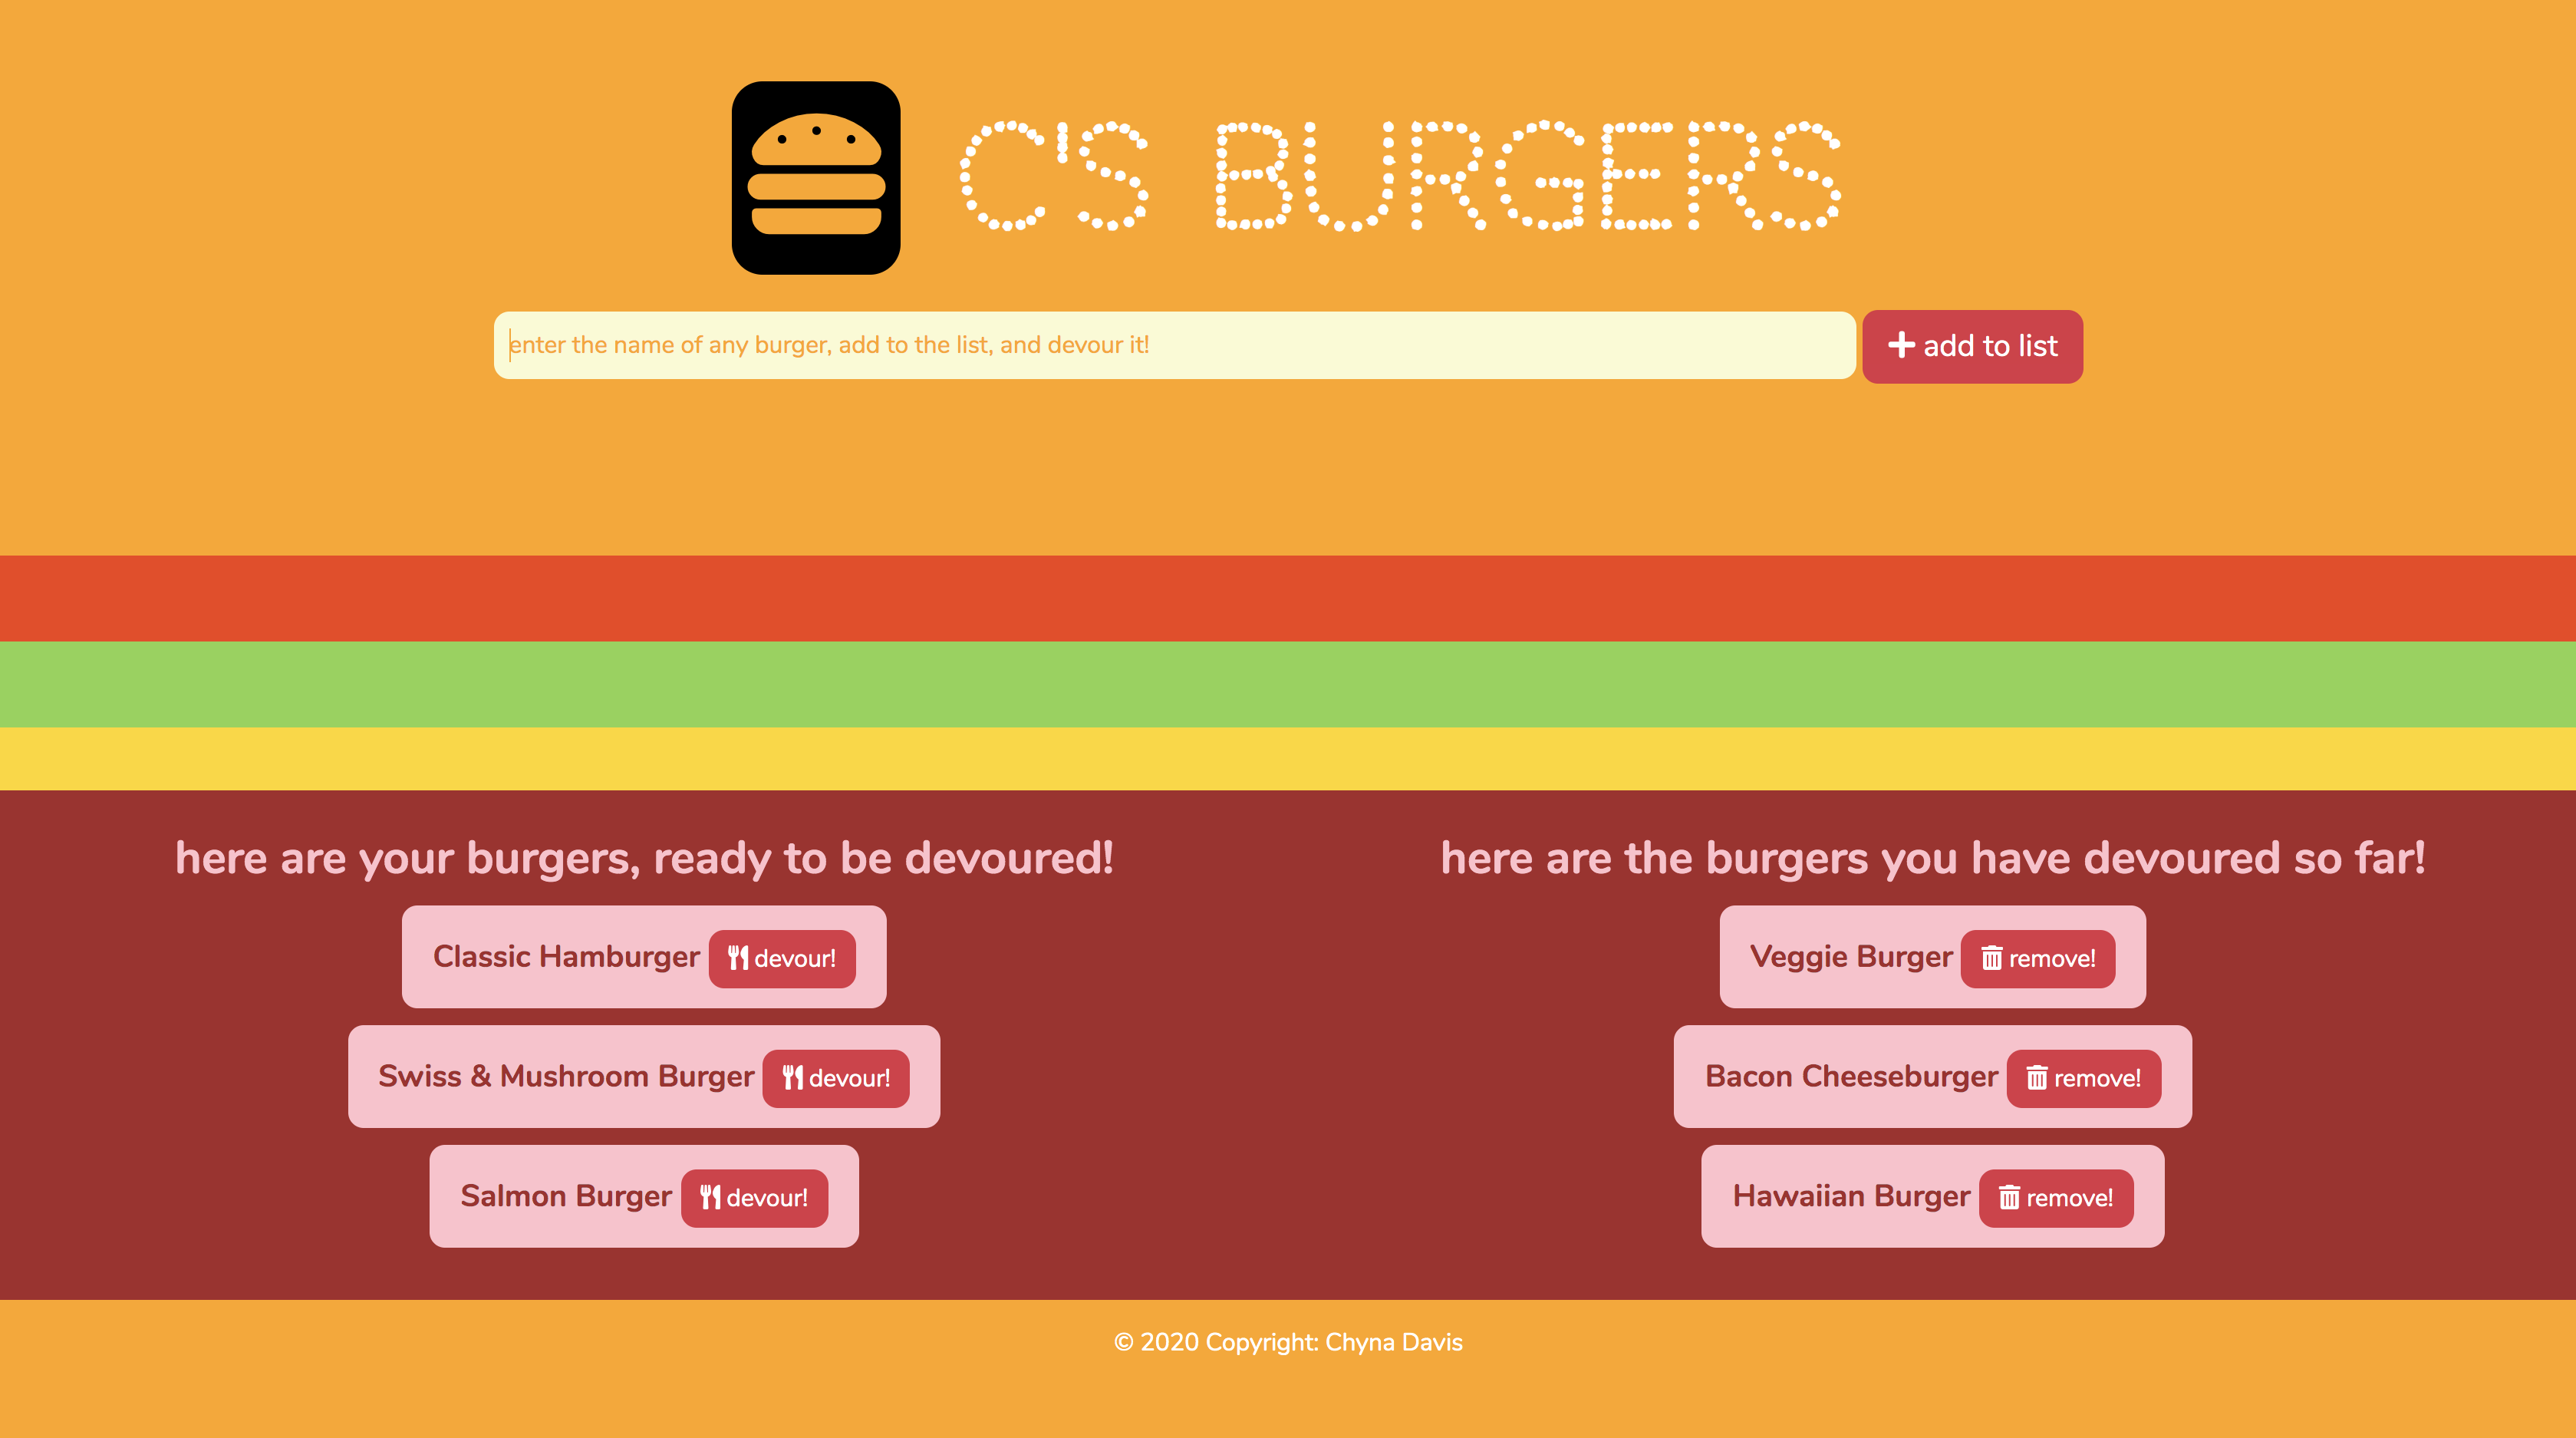 C'S BURGERS
enter the name of any burger, add to the list, and devour it!
add to list
here are your burgers, ready to be devoured!
Classic Hamburger devour!
Swiss & Mushroom Burger devour!
Salmon Burger devour!
here are the burgers you have devoured so far!
Veggie Burger remove!
Bacon Cheeseburger remove!
Hawaiian Burger remove!
© 2020 Copyright: Chyna Davis